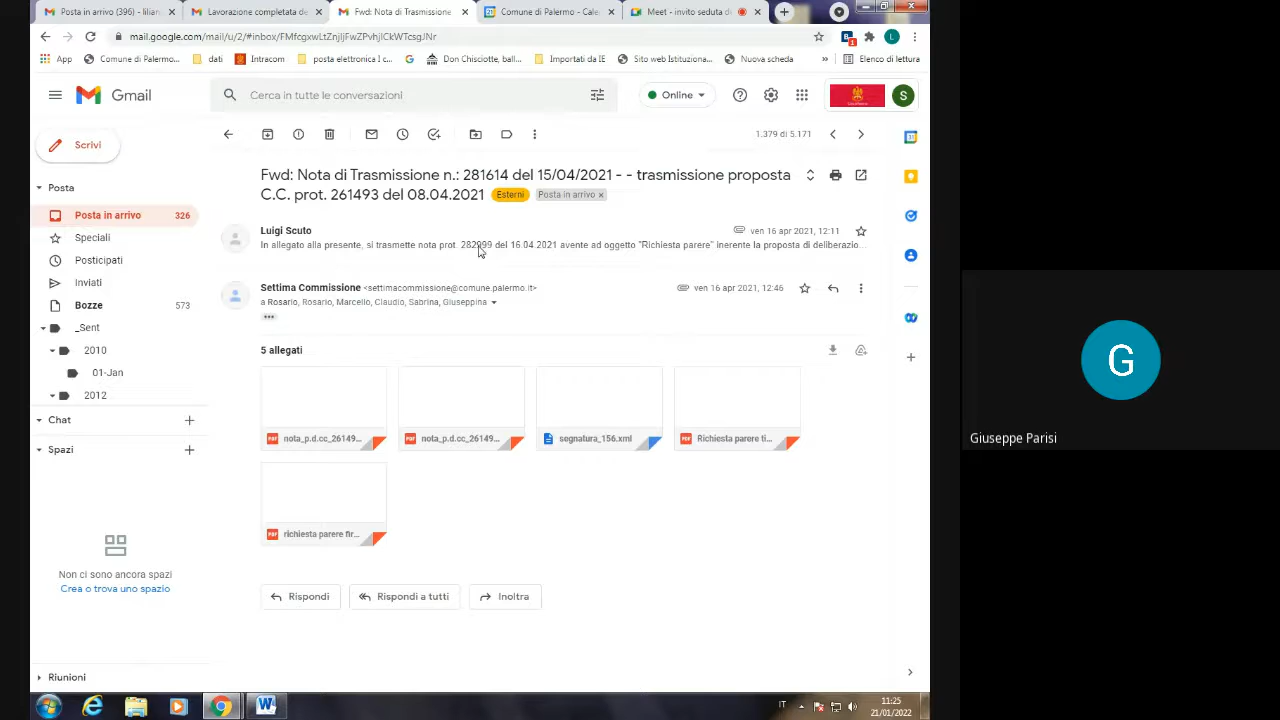 Posta in arrivo (396) - lilian
Lavorazione completata de
Fwd: Nota di Trasmissione
Comune di Palermo - Cale
Meet - invito seduta d
mail.google.com/mail/u/2/#inbox/
App
Comune di Palermo...
dati
Intracom
posta elettronica I c...
Don Chisciotte, ball...
Importati da IE
Sito web Istituziona...
Nuova scheda
»
Elenco di lettura
Gmail
Cerca in tutte le conversazioni
Online
S
Scrivi
1.379 di 5.171
Posta
Posta in arrivo 326
Speciali
Posticipati
Inviati
Bozze 573
_Sent
2010
01-Jan
2012
Chat
Spazi
Non ci sono ancora spazi
Crea o trova uno spazio
Riunioni
Fwd: Nota di Trasmissione n.: 281614 del 15/04/2021 - - trasmissione proposta
C.C. prot. 261493 del 08.04.2021 Esterni Posta in arrivo ×
Luigi Scuto ven 16 apr 2021, 12:11
In allegato alla presente, si trasmette nota prot. 282999 del 16.04.2021 avente ad oggetto "Richiesta parere" inerente la proposta di deliberazio...
Settima Commissione <settimacommissione@comune.palermo.it> ven 16 apr 2021, 12:46
a Rosario, Rosario, Marcello, Claudio, Sabrina, Giuseppina
5 allegati
PDF nota_p.d.cc_26149...
PDF nota_p.d.cc_26149...
segnatura_156.xml
PDF Richiesta parere ti...
PDF richiesta parere fir...
Rispondi
Rispondi a tutti
Inoltra
IT
11:25
21/01/2022
G
Giuseppe Parisi